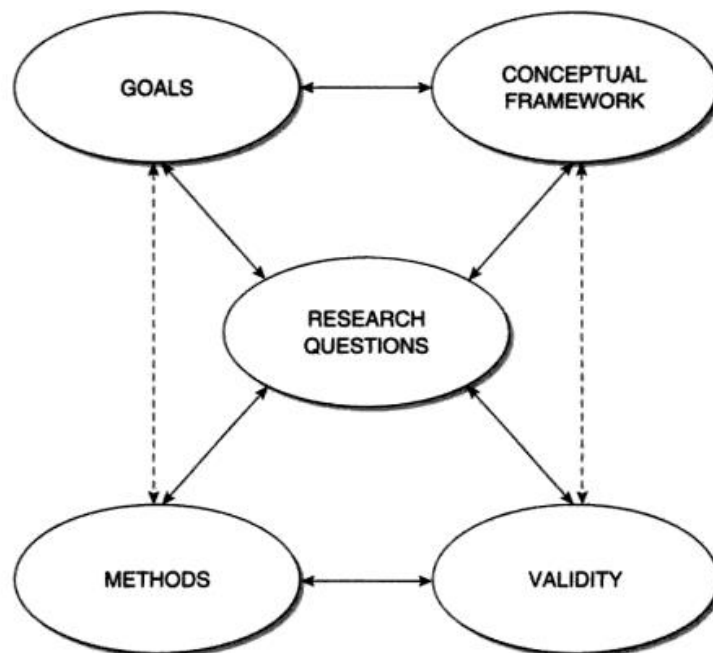 GOALS
CONCEPTUAL
FRAMEWORK
RESEARCH
QUESTIONS
METHODS
VALIDITY